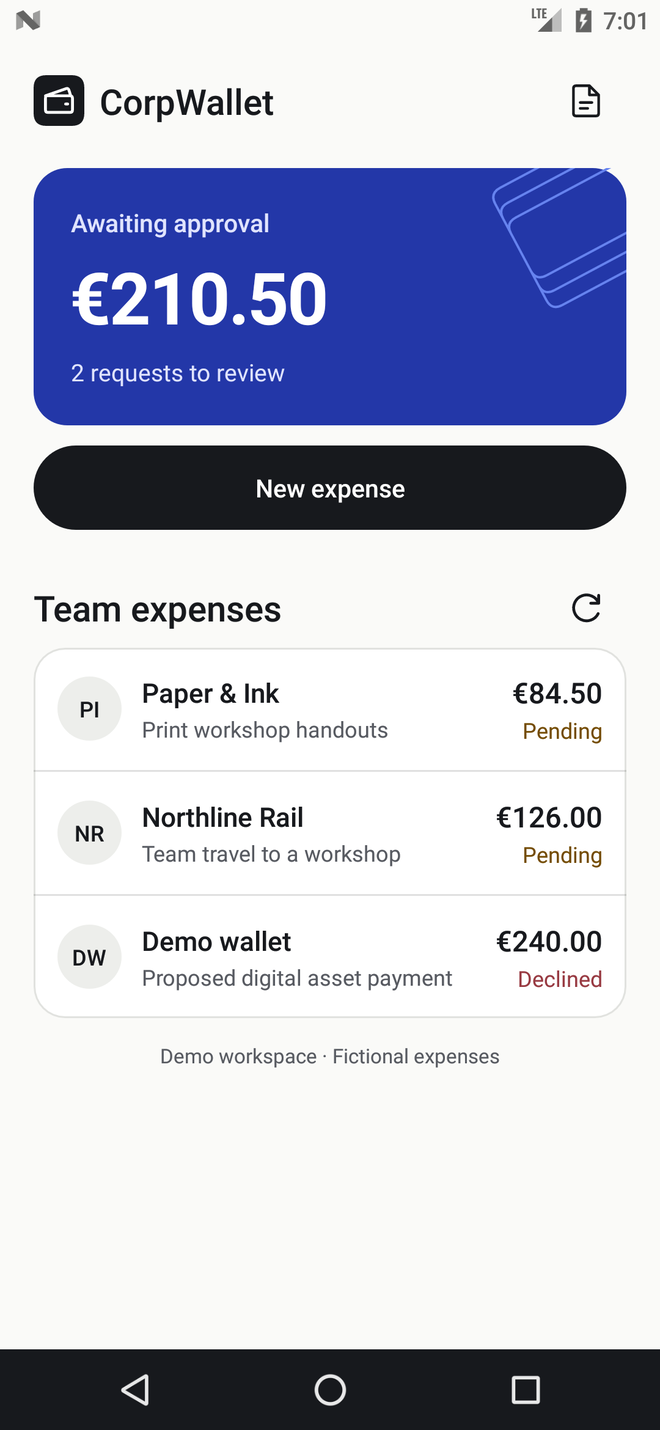 LTE 7:01
CorpWallet
Awaiting approval
€210.50
2 requests to review
New expense
Team expenses
PI Paper & Ink €84.50
Print workshop handouts Pending
NR Northline Rail €126.00
Team travel to a workshop Pending
DW Demo wallet €240.00
Proposed digital asset payment Declined
Demo workspace · Fictional expenses